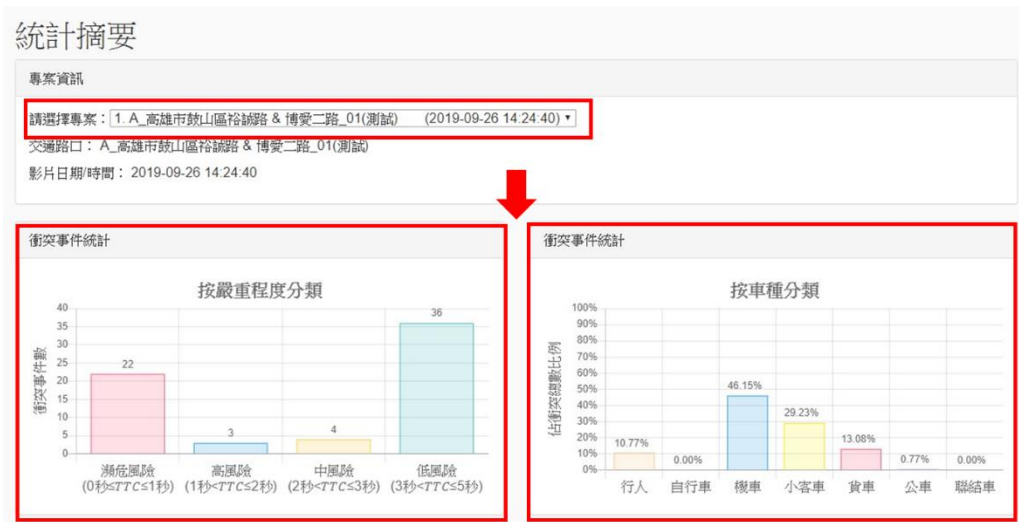 統計摘要
專案資訊
請選擇專案： 1. A_高雄市鼓山區裕誠路 & 博愛二路_01(測試) (2019-09-26 14:24:40)
交通路口： A_高雄市鼓山區裕誠路 & 博愛二路_01(測試)
影片日期/時間： 2019-09-26 14:24:40
衝突事件統計
按嚴重程度分類
衝突事件數
40
35
30
25
20
15
10
5
0
22
3
4
36
瀕危風險 高風險 中風險 低風險
(0秒≤TTC≤1秒) (1秒<TTC≤2秒) (2秒<TTC≤3秒) (3秒<TTC≤5秒)
衝突事件統計
按車種分類
佔衝突總數比例
100%
90%
80%
70%
60%
50%
40%
30%
20%
10%
0%
10.77%
0.00%
46.15%
29.23%
13.08%
0.77%
0.00%
行人 自行車 機車 小客車 貨車 公車 聯結車